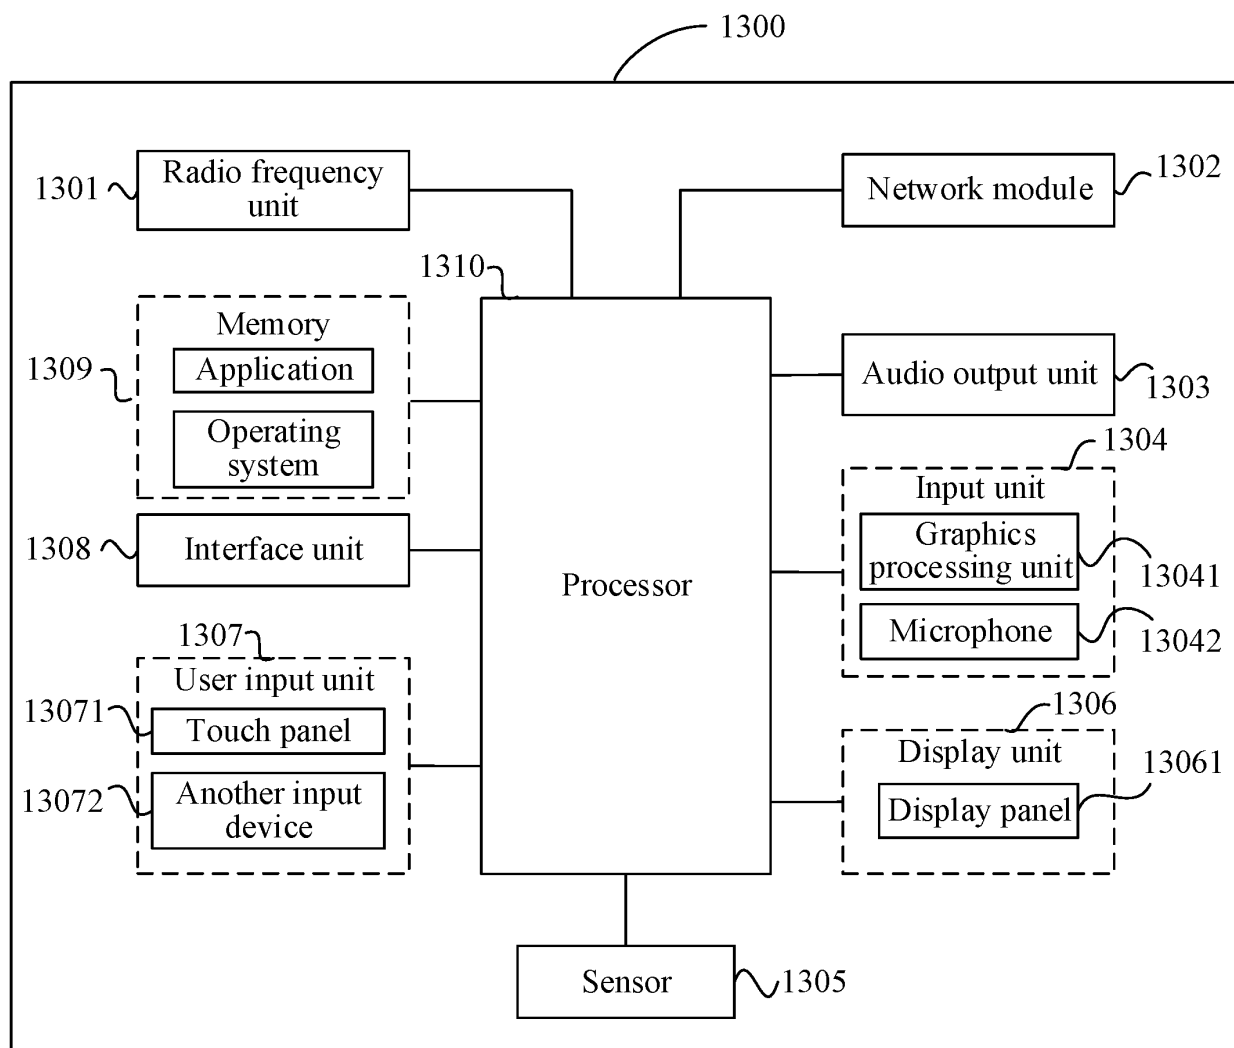 1300
1301
Radio frequency
unit
Network module
1302
1310
Memory
Application
Operating
system
1309
Audio output unit
1303
1304
Input unit
Graphics
processing unit
13041
Microphone
13042
1308
Interface unit
Processor
1307
User input unit
13071
Touch panel
13072
Another input
device
1306
Display unit
13061
Display panel
Sensor
1305